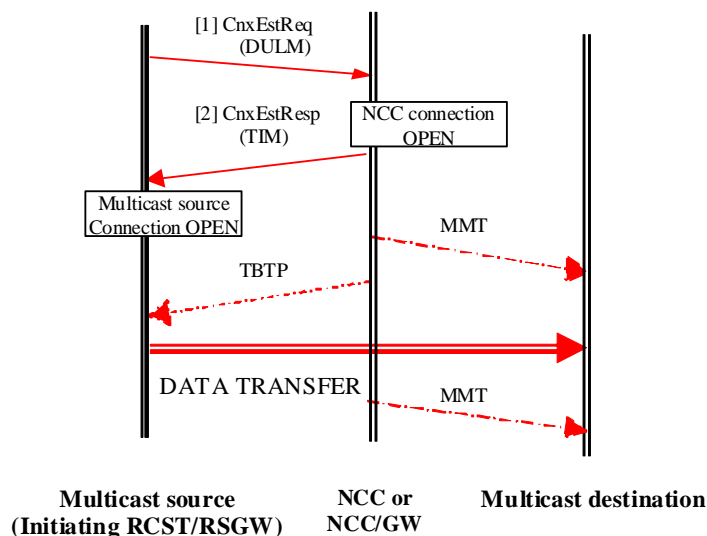 [1] CnxEstReq
(DULM)
[2] CnxEstResp
(TIM)
NCC connection
OPEN
Multicast source
Connection OPEN
MMT
TBTP
DATA TRANSFER
MMT
Multicast source
(Initiating RCST/RSGW)
NCC or
NCC/GW
Multicast destination